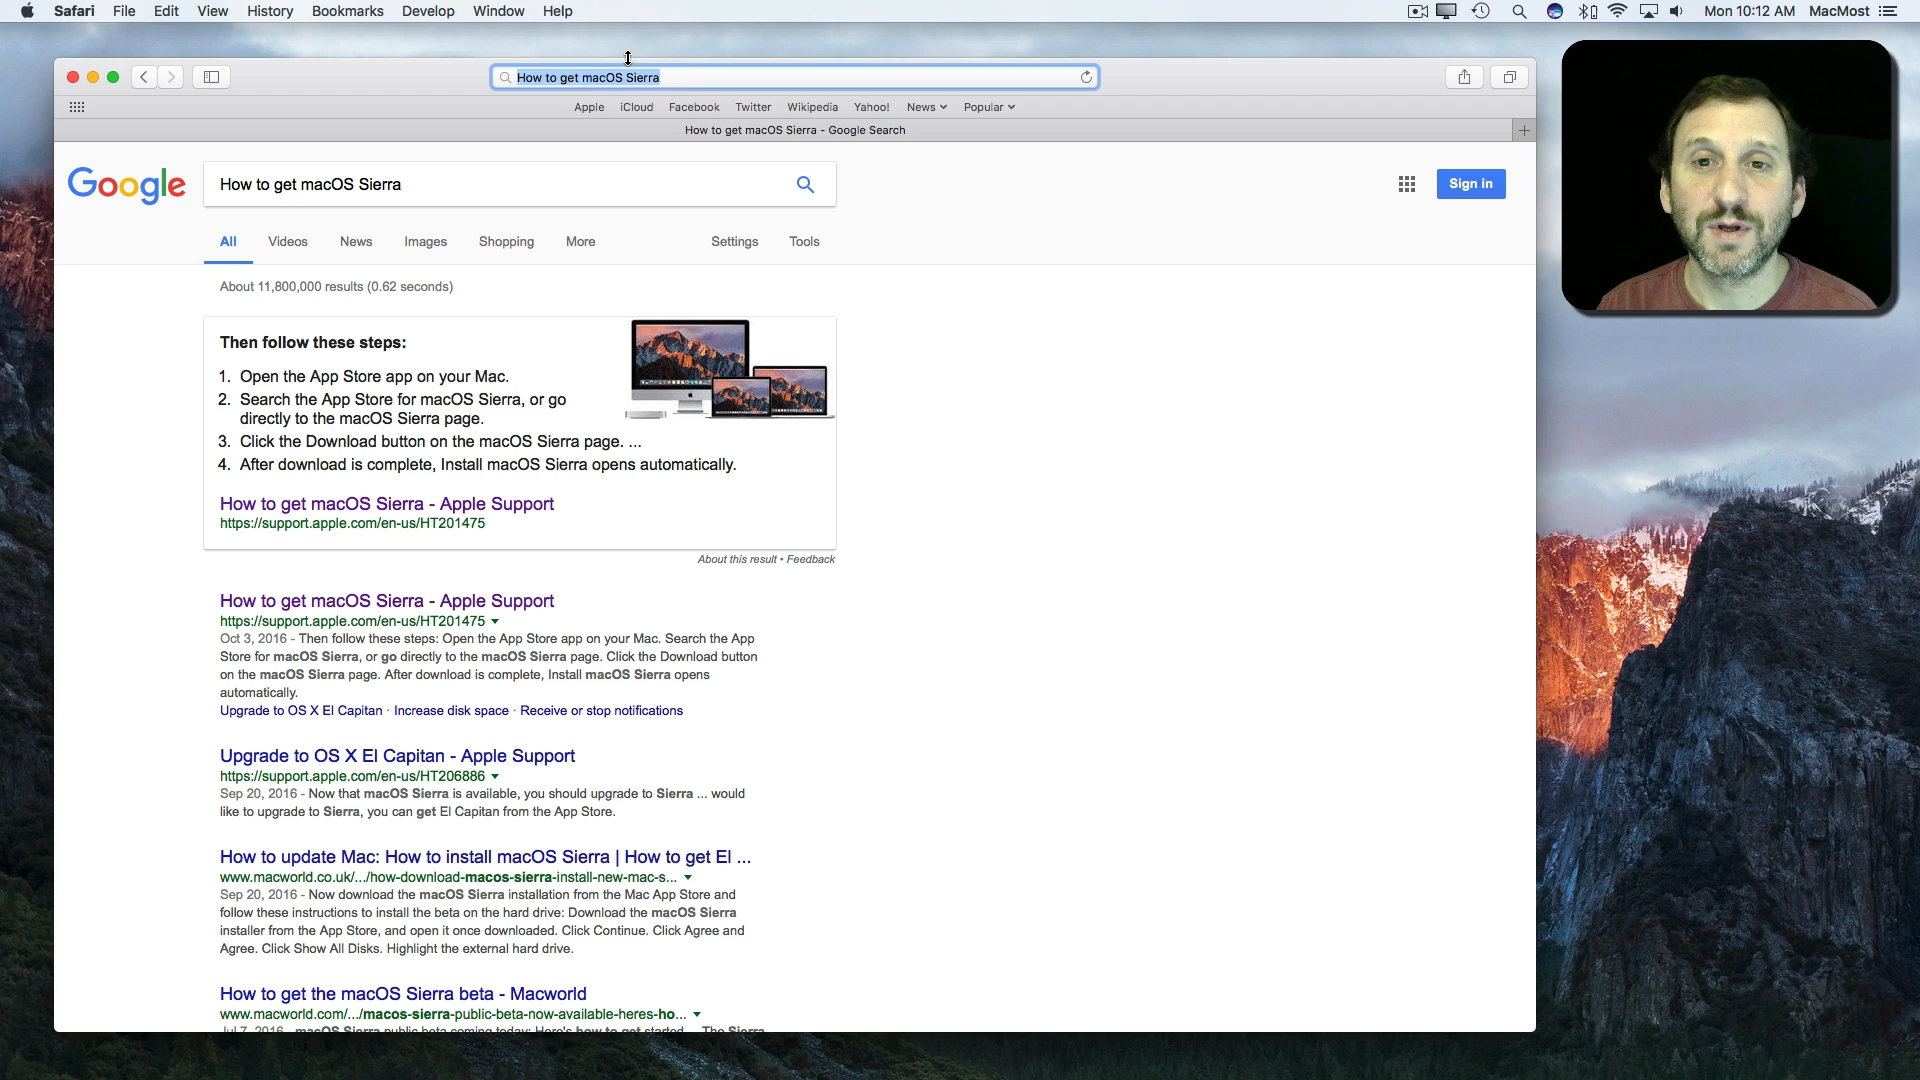 Safari File Edit View History Bookmarks Develop Window Help
Mon 10:12 AM MacMost
How to get macOS Sierra
Apple iCloud Facebook Twitter Wikipedia Yahoo! News Popular
How to get macOS Sierra - Google Search
Google
How to get macOS Sierra
Sign in
All Videos News Images Shopping More Settings Tools
About 11,800,000 results (0.62 seconds)
Then follow these steps:
1. Open the App Store app on your Mac.
2. Search the App Store for macOS Sierra, or go
directly to the macOS Sierra page.
3. Click the Download button on the macOS Sierra page. ...
4. After download is complete, Install macOS Sierra opens automatically.
How to get macOS Sierra - Apple Support
https://support.apple.com/en-us/HT201475
About this result • Feedback
How to get macOS Sierra - Apple Support
https://support.apple.com/en-us/HT201475
Oct 3, 2016 - Then follow these steps: Open the App Store app on your Mac. Search the App
Store for macOS Sierra, or go directly to the macOS Sierra page. Click the Download button
on the macOS Sierra page. After download is complete, Install macOS Sierra opens
automatically.
Upgrade to OS X El Capitan · Increase disk space · Receive or stop notifications
Upgrade to OS X El Capitan - Apple Support
https://support.apple.com/en-us/HT206886
Sep 20, 2016 - Now that macOS Sierra is available, you should upgrade to Sierra ... would
like to upgrade to Sierra, you can get El Capitan from the App Store.
How to update Mac: How to install macOS Sierra | How to get El ...
www.macworld.co.uk/.../how-download-macos-sierra-install-new-mac-s...
Sep 20, 2016 - Now download the macOS Sierra installation from the Mac App Store and
follow these instructions to install the beta on the hard drive: Download the macOS Sierra
installer from the App Store, and open it once downloaded. Click Continue. Click Agree and
Agree. Click Show All Disks. Highlight the external hard drive.
How to get the macOS Sierra beta - Macworld
www.macworld.com/.../macos-sierra-public-beta-now-available-heres-ho...
Jul 7, 2016 - macOS Sierra public beta coming today: Here's how to get started ... The Sierra